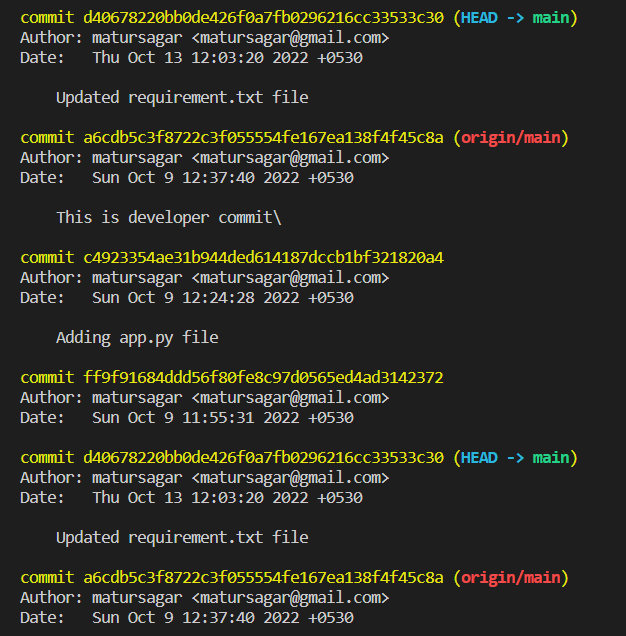 commit d40678220bb0de426f0a7fb0296216cc33533c30 (HEAD -> main)
Author: matursagar <matursagar@gmail.com>
Date:   Thu Oct 13 12:03:20 2022 +0530
Updated requirement.txt file
commit a6cdb5c3f8722c3f055554fe167ea138f4f45c8a (origin/main)
Author: matursagar <matursagar@gmail.com>
Date:   Sun Oct 9 12:37:40 2022 +0530
This is developer commit\
commit c4923354ae31b944ded614187dccb1bf321820a4
Author: matursagar <matursagar@gmail.com>
Date:   Sun Oct 9 12:24:28 2022 +0530
Adding app.py file
commit ff9f91684ddd56f80fe8c97d0565ed4ad3142372
Author: matursagar <matursagar@gmail.com>
Date:   Sun Oct 9 11:55:31 2022 +0530
commit d40678220bb0de426f0a7fb0296216cc33533c30 (HEAD -> main)
Author: matursagar <matursagar@gmail.com>
Date:   Thu Oct 13 12:03:20 2022 +0530
Updated requirement.txt file
commit a6cdb5c3f8722c3f055554fe167ea138f4f45c8a (origin/main)
Author: matursagar <matursagar@gmail.com>
Date:   Sun Oct 9 12:37:40 2022 +0530